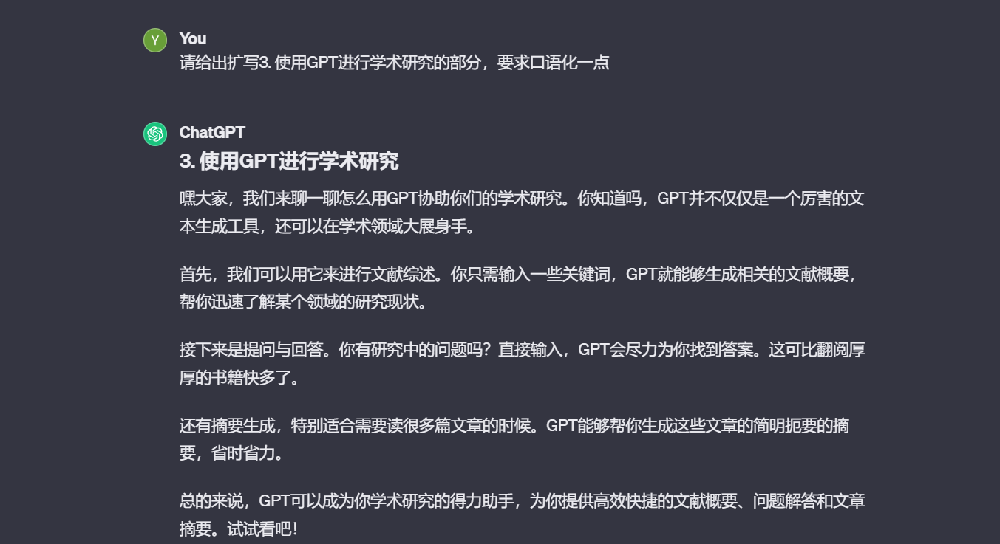 Y
You
请给出扩写3. 使用GPT进行学术研究的部分，要求口语化一点
ChatGPT
3. 使用GPT进行学术研究
嘿大家，我们来聊一聊怎么用GPT协助你们的学术研究。你知道吗，GPT并不仅仅是一个厉害的文
本生成工具，还可以在学术领域大展身手。
首先，我们可以用它来进行文献综述。你只需输入一些关键词，GPT就能够生成相关的文献概要，
帮你迅速了解某个领域的研究现状。
接下来是提问与回答。你有研究中的问题吗？直接输入，GPT会尽力为你找到答案。这可比翻阅厚
厚的书籍快多了。
还有摘要生成，特别适合需要读很多篇文章的时候。GPT能够帮你生成这些文章的简明扼要的摘
要，省时省力。
总的来说，GPT可以成为你学术研究的得力助手，为你提供高效快捷的文献概要、问题解答和文章
摘要。试试看吧！